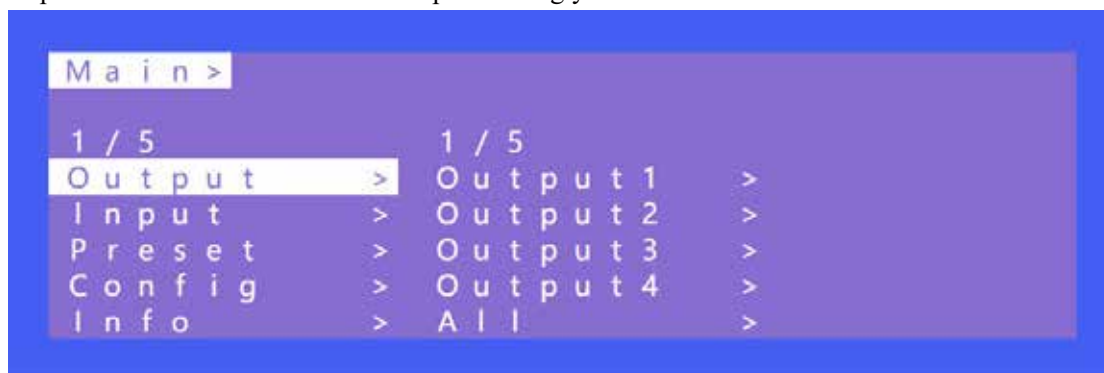 Main>
1/5 1/5
Output > Output1 >
Input > Output2 >
Preset > Output3 >
Config > Output4 >
Info > All >